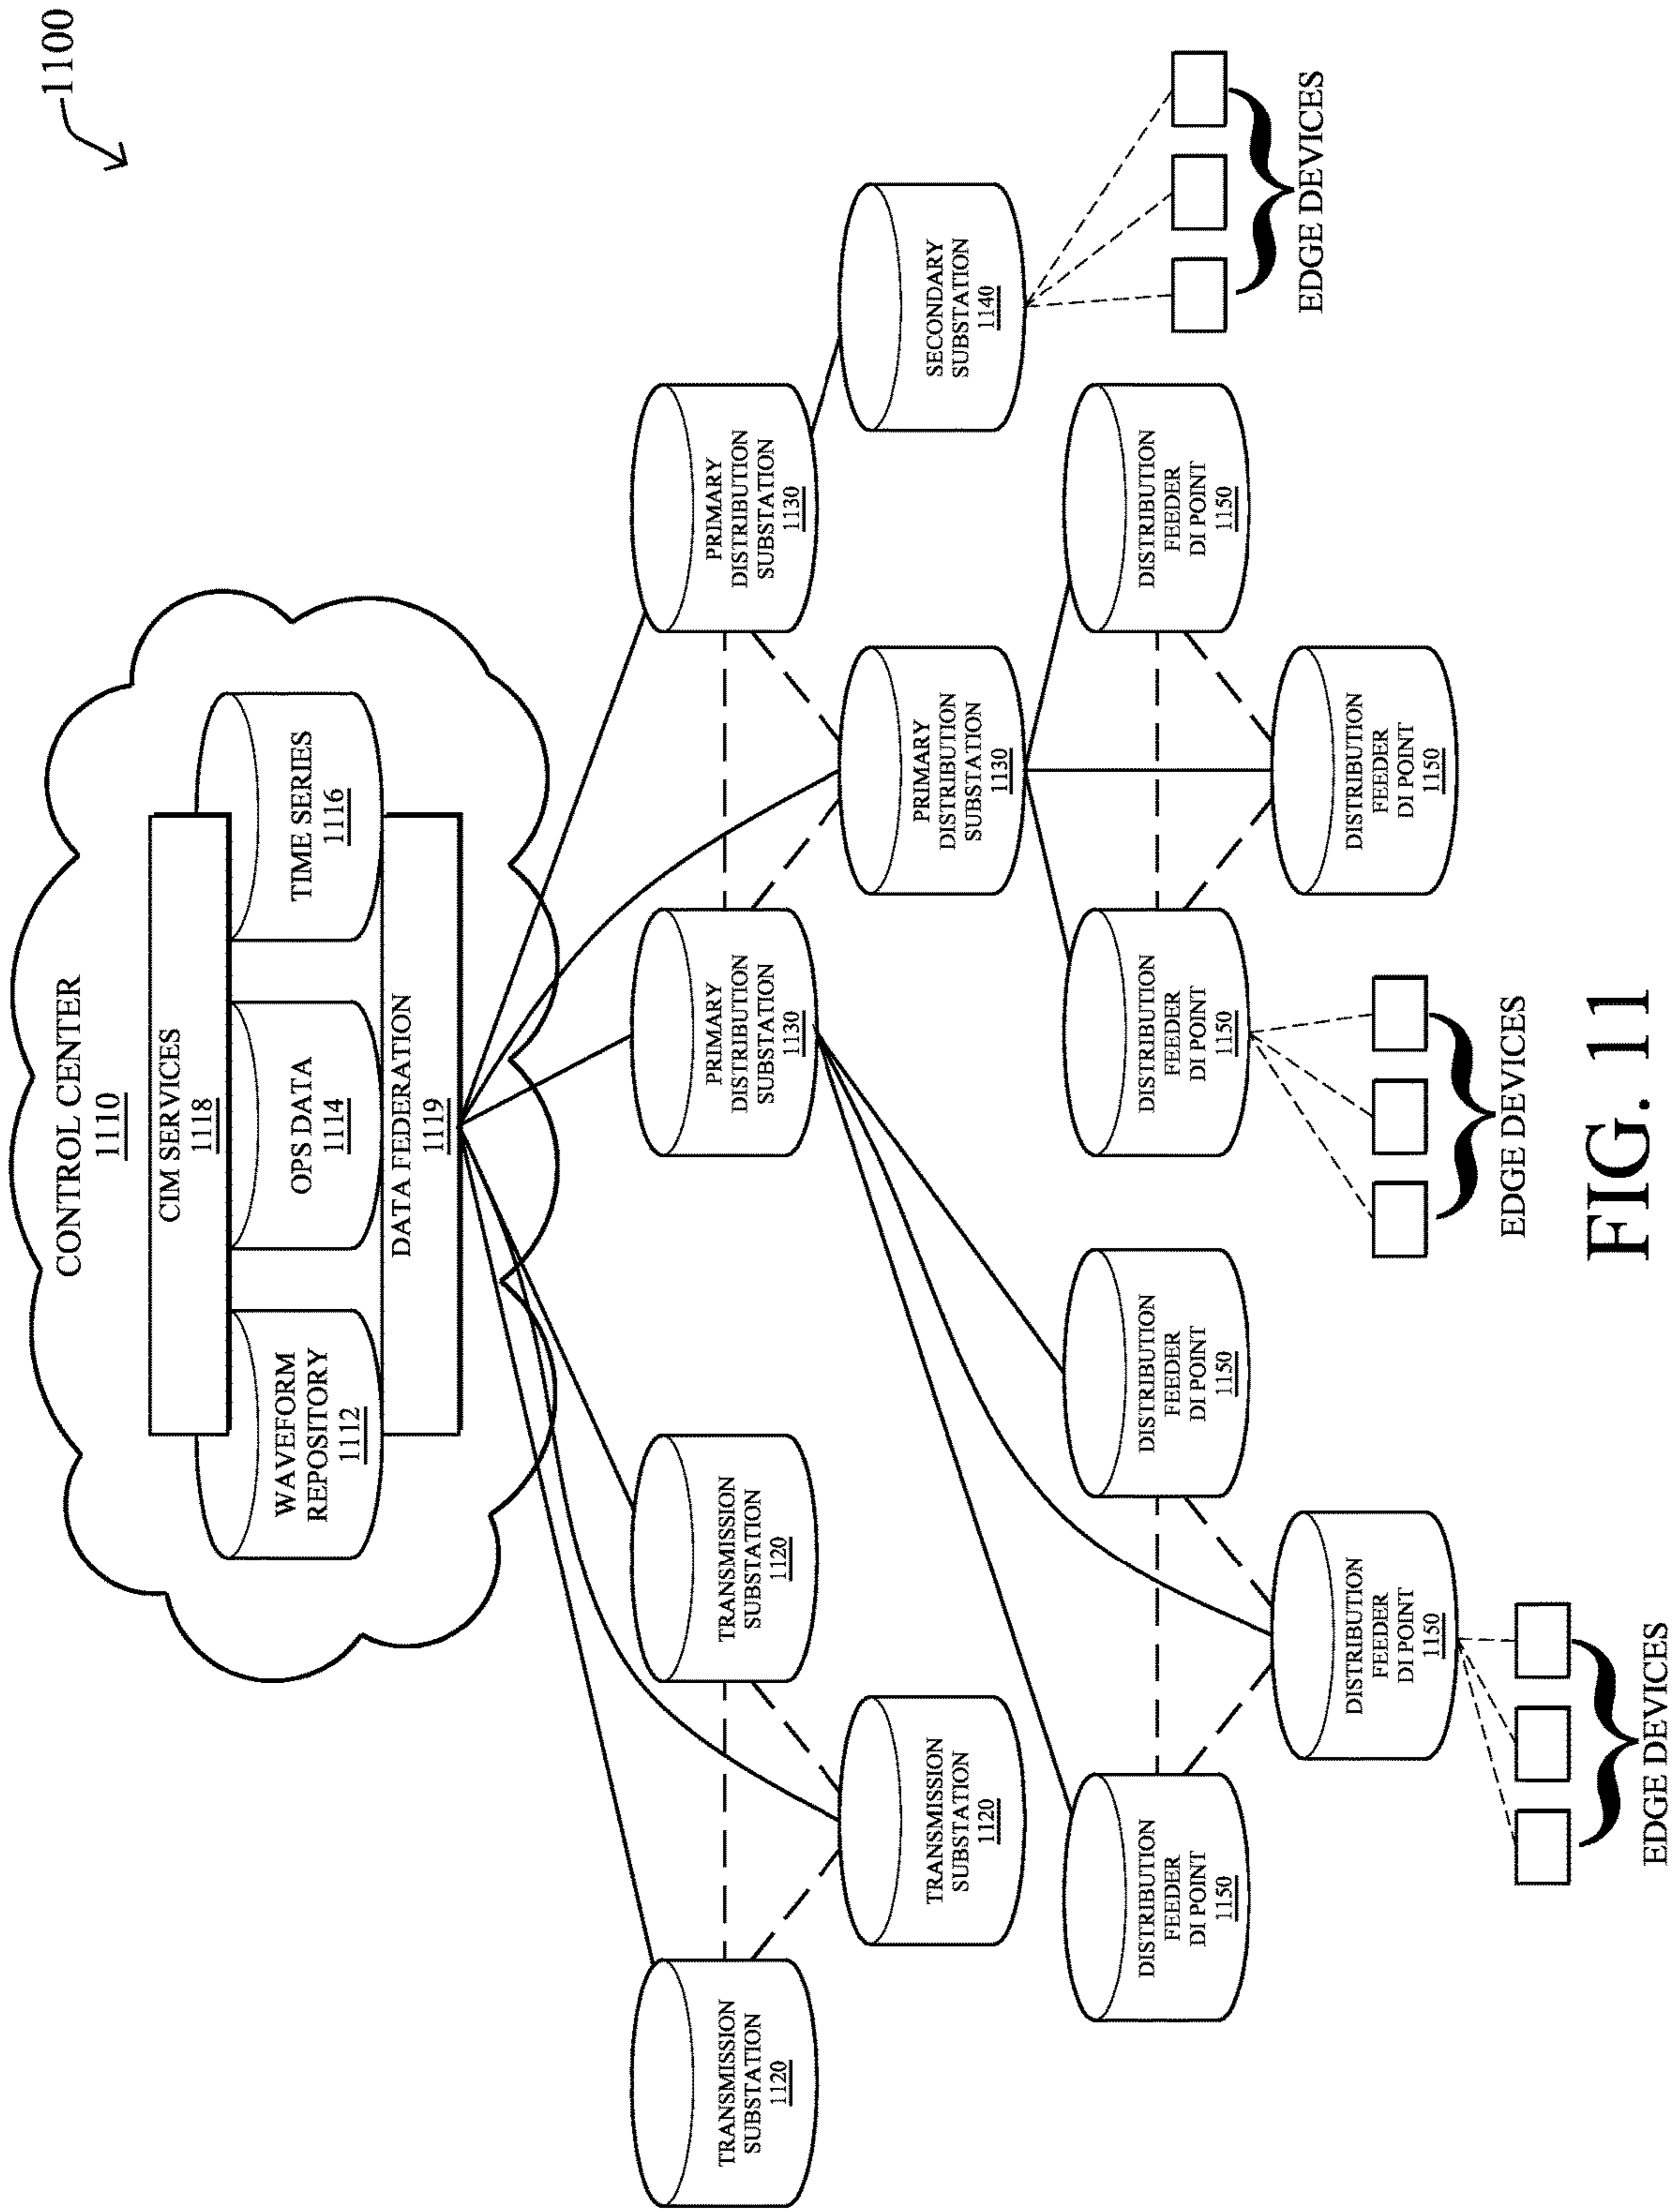 1100
CONTROL CENTER
1110
CIM SERVICES
1118
WAVEFORM
REPOSITORY
1112
OPS DATA
1114
TIME SERIES
1116
DATA FEDERATION
1119
TRANSMISSION
SUBSTATION
1120
TRANSMISSION
SUBSTATION
1120
PRIMARY
DISTRIBUTION
SUBSTATION
1130
PRIMARY
DISTRIBUTION
SUBSTATION
1130
TRANSMISSION
SUBSTATION
1120
PRIMARY
DISTRIBUTION
SUBSTATION
1130
SECONDARY
SUBSTATION
1140
DISTRIBUTION
FEEDER
DI POINT
1150
DISTRIBUTION
FEEDER
DI POINT
1150
DISTRIBUTION
FEEDER
DI POINT
1150
DISTRIBUTION
FEEDER
DI POINT
1150
EDGE DEVICES
DISTRIBUTION
FEEDER
DI POINT
1150
DISTRIBUTION
FEEDER
DI POINT
1150
EDGE DEVICES
EDGE DEVICES
FIG. 11